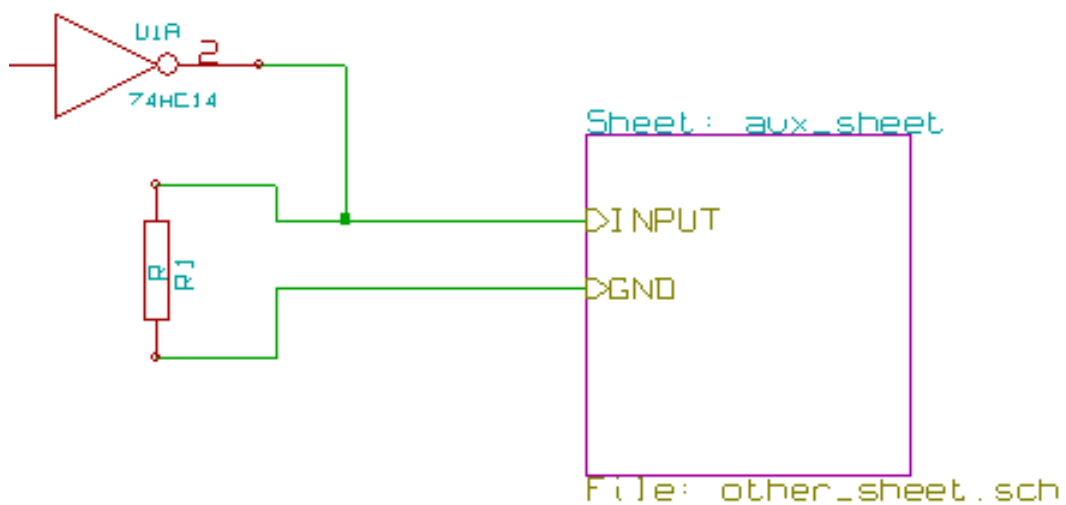 U1A
2
74HC14
Sheet: aux_sheet
INPUT
R
R1
GND
File: other_sheet.sch